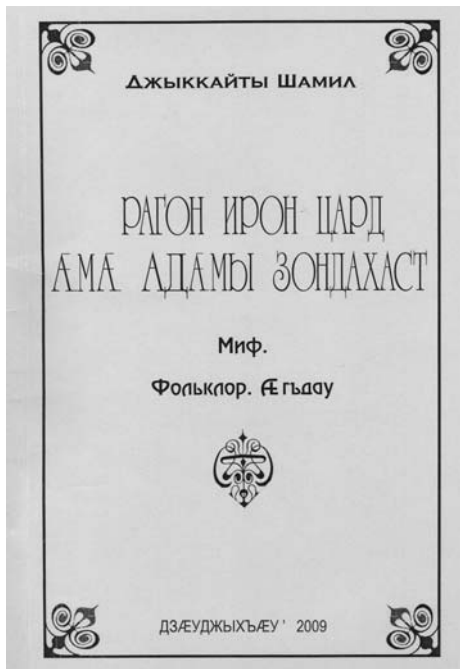 Джыккайты Шамил
РАГОН ИРОН ЦАРД
ÆМÆ АДÆМЫ ЗОНДАХАСТ
Миф.
Фольклор. Æгъдау
ДЗÆУДЖЫХЪÆУ ' 2009